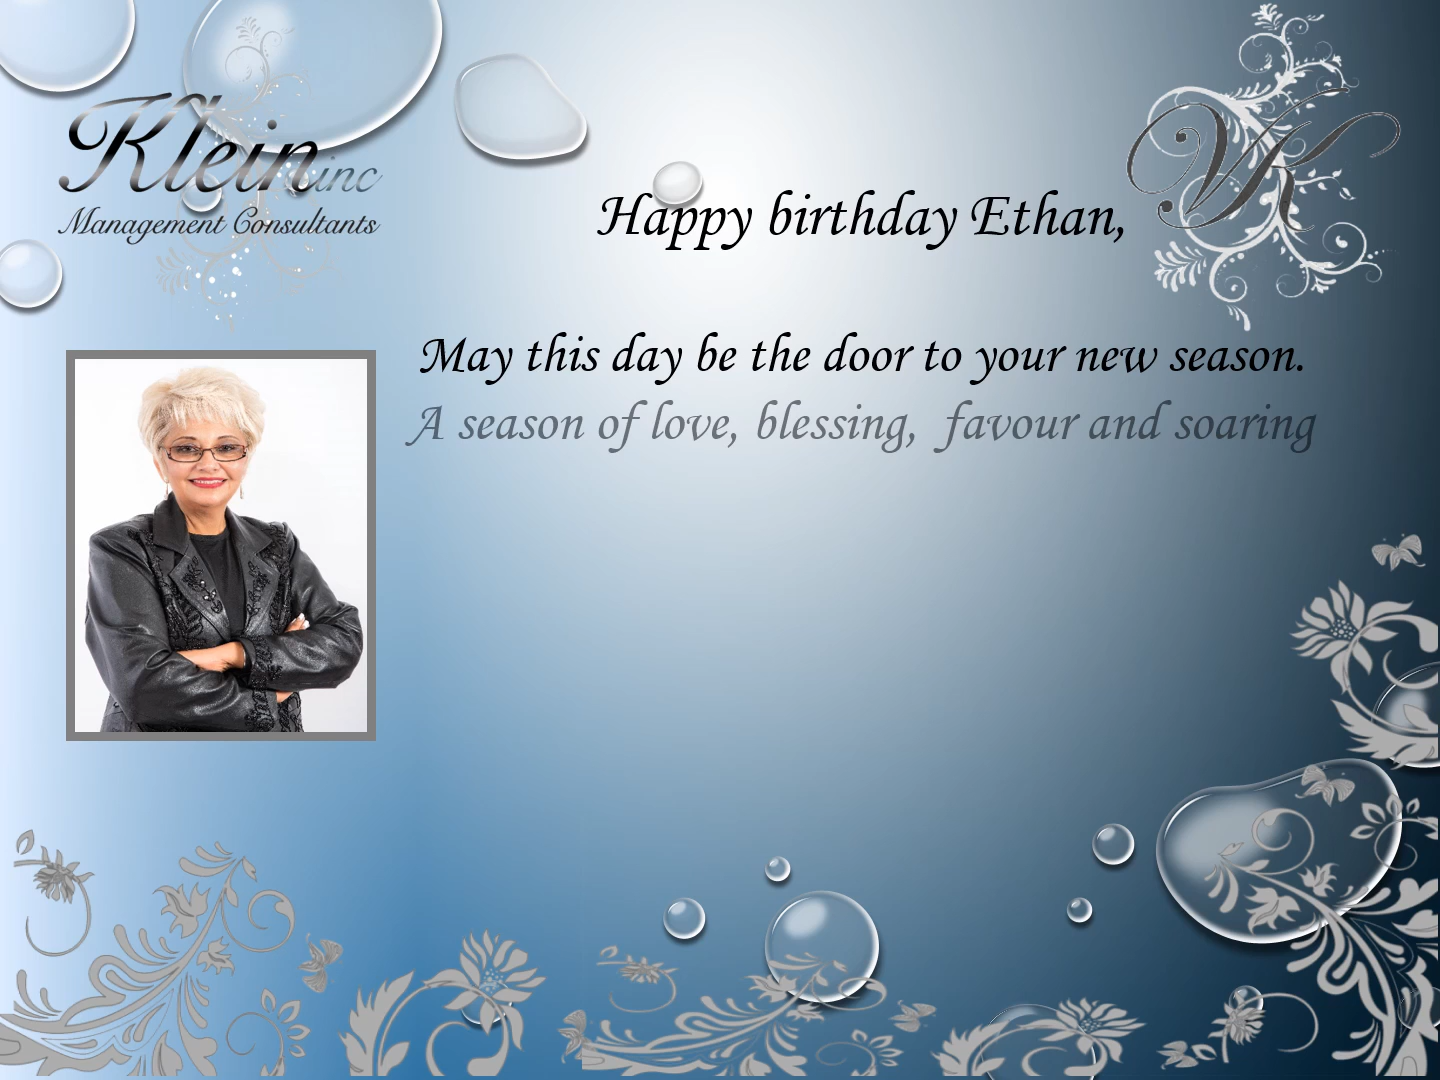 Klein inc
Management Consultants
VK
Happy birthday Ethan,
May this day be the door to your new season.
A season of love, blessing,  favour and soaring